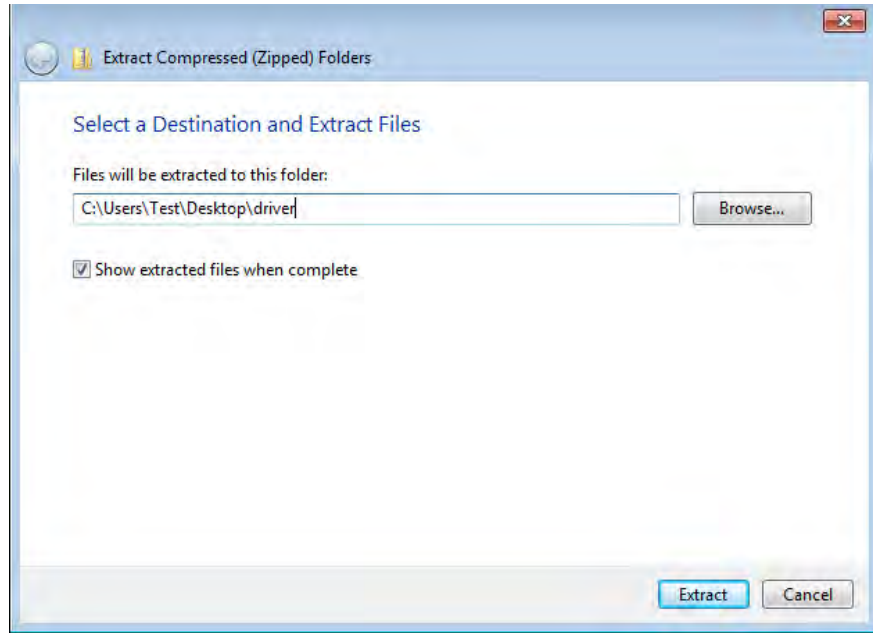 Extract Compressed (Zipped) Folders
Select a Destination and Extract Files
Files will be extracted to this folder:
C:\Users\Test\Desktop\driver
Browse...
Show extracted files when complete
Extract
Cancel